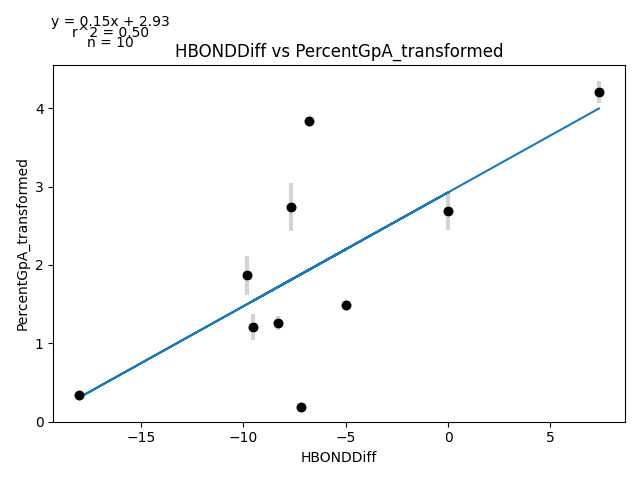 y = 0.15x + 2.93
r^2 = 0.50
n = 10
HBONDDiff vs PercentGpA_transformed
PercentGpA_transformed
4
3
2
1
0
−15
−10
−5
0
5
HBONDDiff